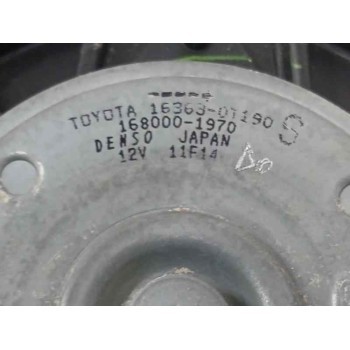 TOYOTA 16363-0T190 S
168000-1970
DENSO JAPAN
12V 11F14